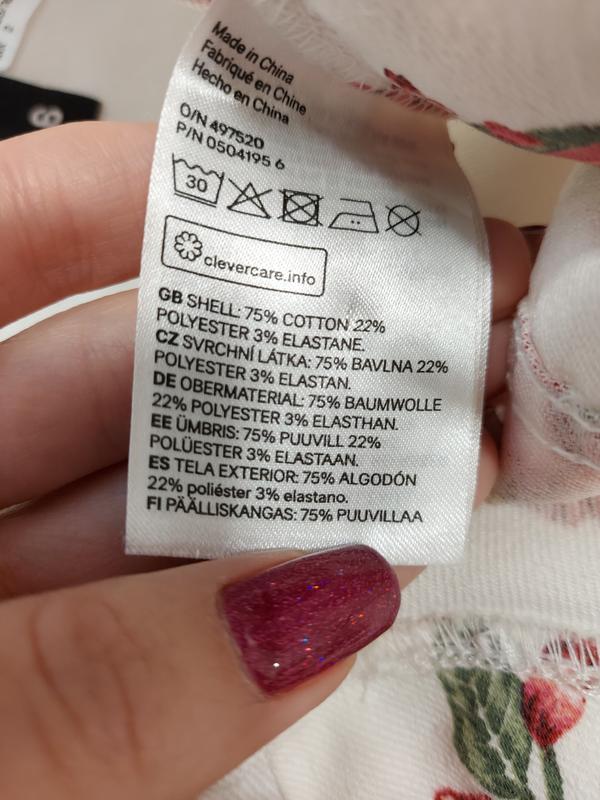 Made in China
Fabriqué en Chine
Hecho en China
O/N 497520
P/N 0504195 6
30
clevercare.info
GB SHELL: 75% COTTON 22%
POLYESTER 3% ELASTANE.
CZ SVRCHNÍ LÁTKA: 75% BAVLNA 22%
POLYESTER 3% ELASTAN.
DE OBERMATERIAL: 75% BAUMWOLLE
22% POLYESTER 3% ELASTHAN.
EE ÜMBRIS: 75% PUUVILL 22%
POLÜESTER 3% ELASTAAN.
ES TELA EXTERIOR: 75% ALGODÓN
22% poliéster 3% elastano.
FI PÄÄLLISKANGAS: 75% PUUVILLAA